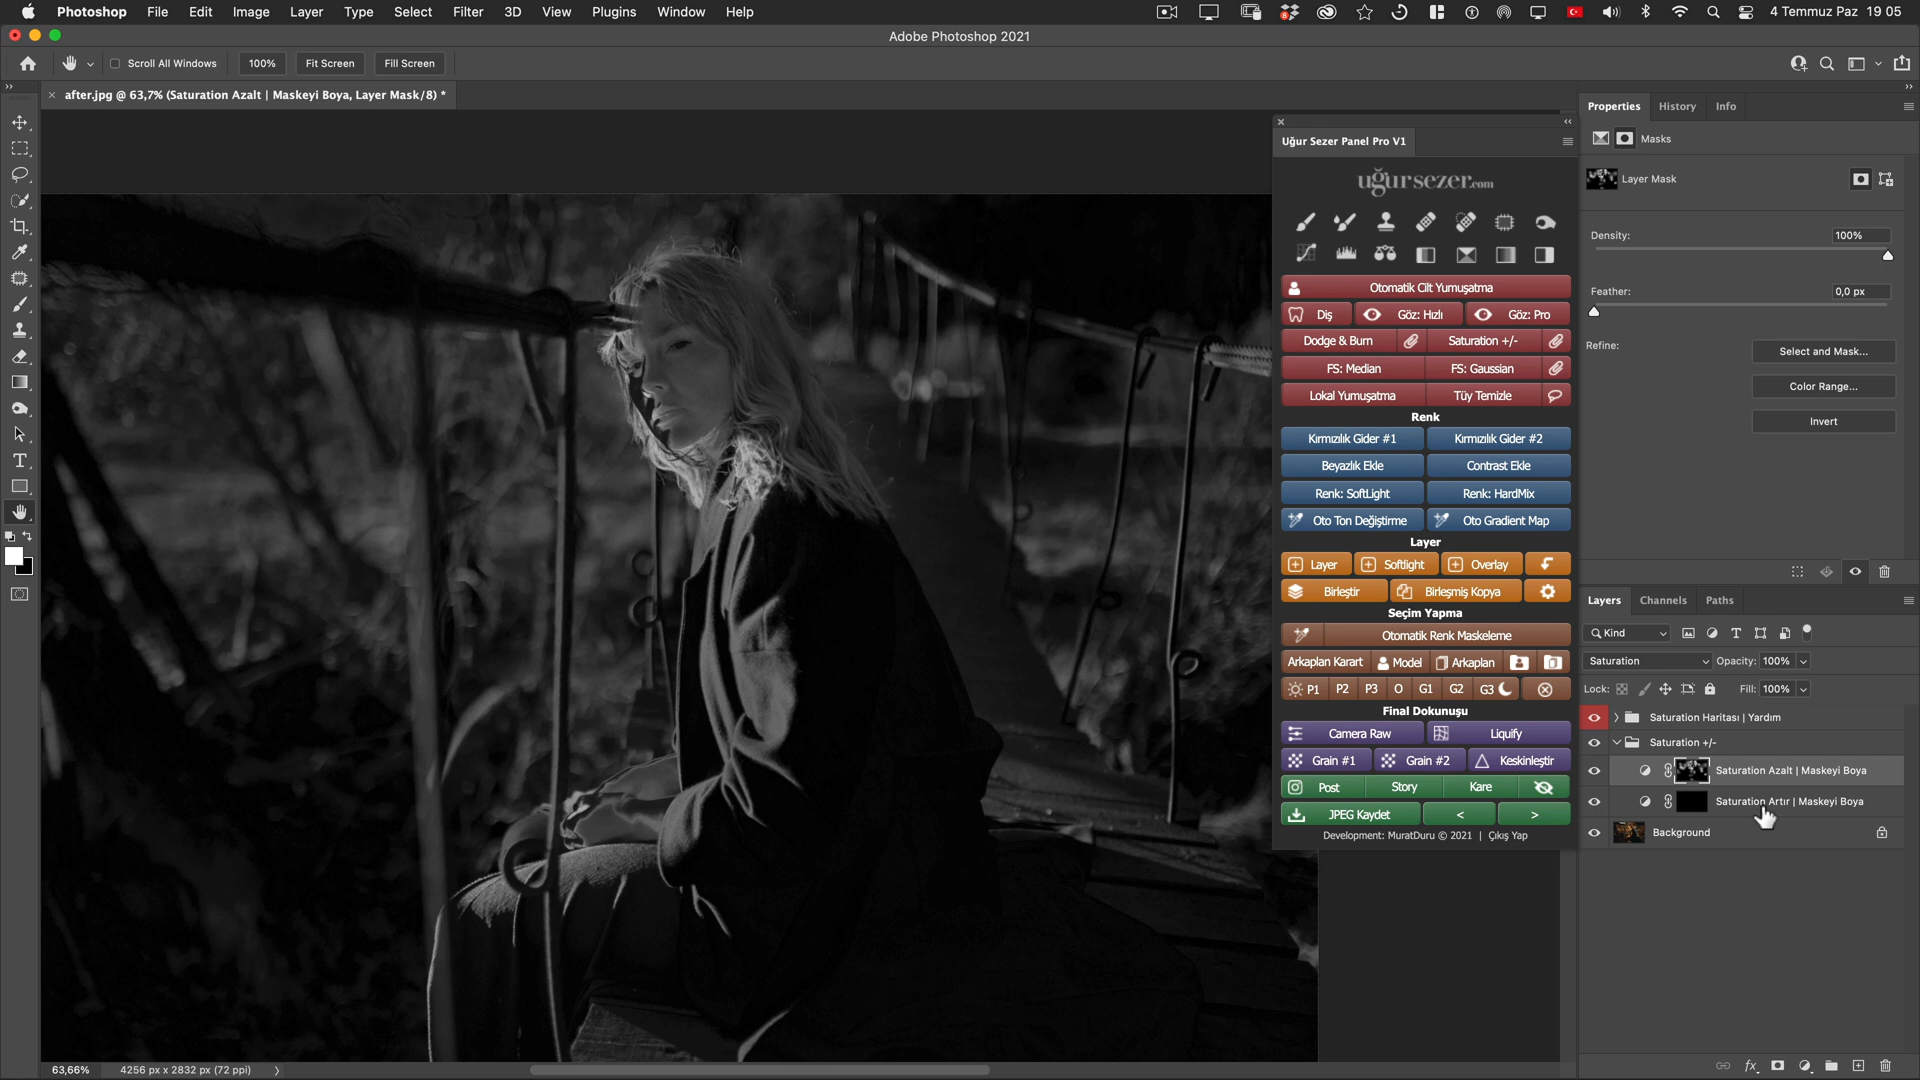 Photoshop File Edit Image Layer Type Select Filter 3D View Plugins Window Help 4 Temmuz Paz 19 05
Adobe Photoshop 2021
Scroll All Windows 100% Fit Screen Fill Screen
after.jpg @ 63,7% (Saturation Azalt | Maskeyi Boya, Layer Mask/8) *
Uğur Sezer Panel Pro V1
uğursezer.com
Otomatik Cilt Yumuşatma
Diş Göz: Hızlı Göz: Pro
Dodge & Burn Saturation +/-
FS: Median FS: Gaussian
Lokal Yumuşatma Tüy Temizle
Renk
Kırmızılık Gider #1 Kırmızılık Gider #2
Beyazlık Ekle Contrast Ekle
Renk: SoftLight Renk: HardMix
Oto Ton Değiştirme Oto Gradient Map
Layer
Layer Softlight Overlay
Birleştir Birleşmiş Kopya
Seçim Yapma
Otomatik Renk Maskeleme
Arkaplan Karart Model Arkaplan
P1 P2 P3 O G1 G2 G3
Final Dokunuşu
Camera Raw Liquify
Grain #1 Grain #2 Keskinleştir
Post Story Kare
JPEG Kaydet < >
Development: MuratDuru © 2021 | Çıkış Yap
Properties History Info
Masks
Layer Mask
Density: 100%
Feather: 0,0 px
Refine: Select and Mask...
Color Range...
Invert
Layers Channels Paths
Kind
Saturation Opacity: 100%
Lock: Fill: 100%
Saturation Haritası | Yardım
Saturation +/-
Saturation Azalt | Maskeyi Boya
Saturation Artır | Maskeyi Boya
Background
63,66% 4256 px x 2832 px (72 ppi)